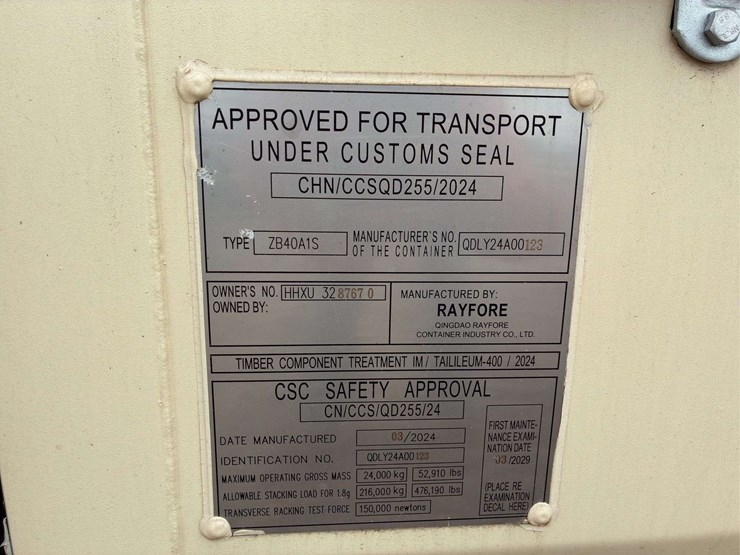 APPROVED FOR TRANSPORT
UNDER CUSTOMS SEAL
CHN/CCSQD255/2024
TYPE ZB40A1S MANUFACTURER'S NO. OF THE CONTAINER QDLY24A00123
OWNER'S NO. HHXU 328767 0
OWNED BY:
MANUFACTURED BY:
RAYFORE
QINGDAO RAYFORE
CONTAINER INDUSTRY CO., LTD.
TIMBER COMPONENT TREATMENT IM / TAILILEUM-400 / 2024
CSC SAFETY APPROVAL
CN/CCS/QD255/24
DATE MANUFACTURED 03/2024
IDENTIFICATION NO. QDLY24A00123
MAXIMUM OPERATING GROSS MASS 24,000 kg 52,910 lbs
ALLOWABLE STACKING LOAD FOR 1.8g 216,000 kg 476,190 lbs
TRANSVERSE RACKING TEST FORCE 150,000 newtons
FIRST MAINTE-
NANCE EXAMI-
NATION DATE
03/2029
(PLACE RE
EXAMINATION
DECAL HERE)